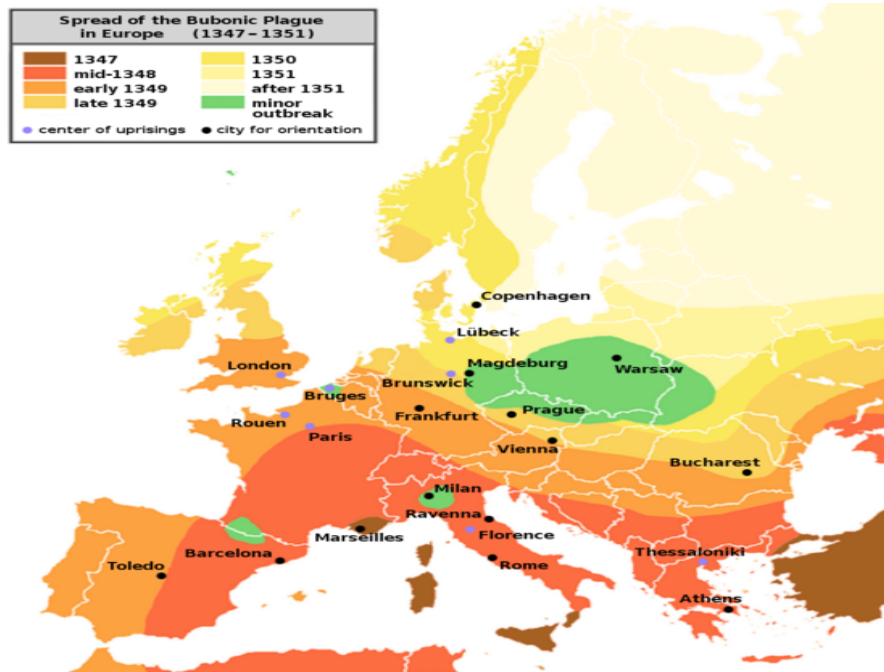 Spread of the Bubonic Plague
in Europe (1347–1351)
1347
mid-1348
early 1349
late 1349
1350
1351
after 1351
minor
outbreak
center of uprisings
city for orientation
Copenhagen
Lübeck
London
Magdeburg
Warsaw
Bruges
Brunswick
Rouen
Frankfurt
Prague
Paris
Vienna
Bucharest
Milan
Ravenna
Marseilles
Florence
Barcelona
Thessaloniki
Toledo
Rome
Athens